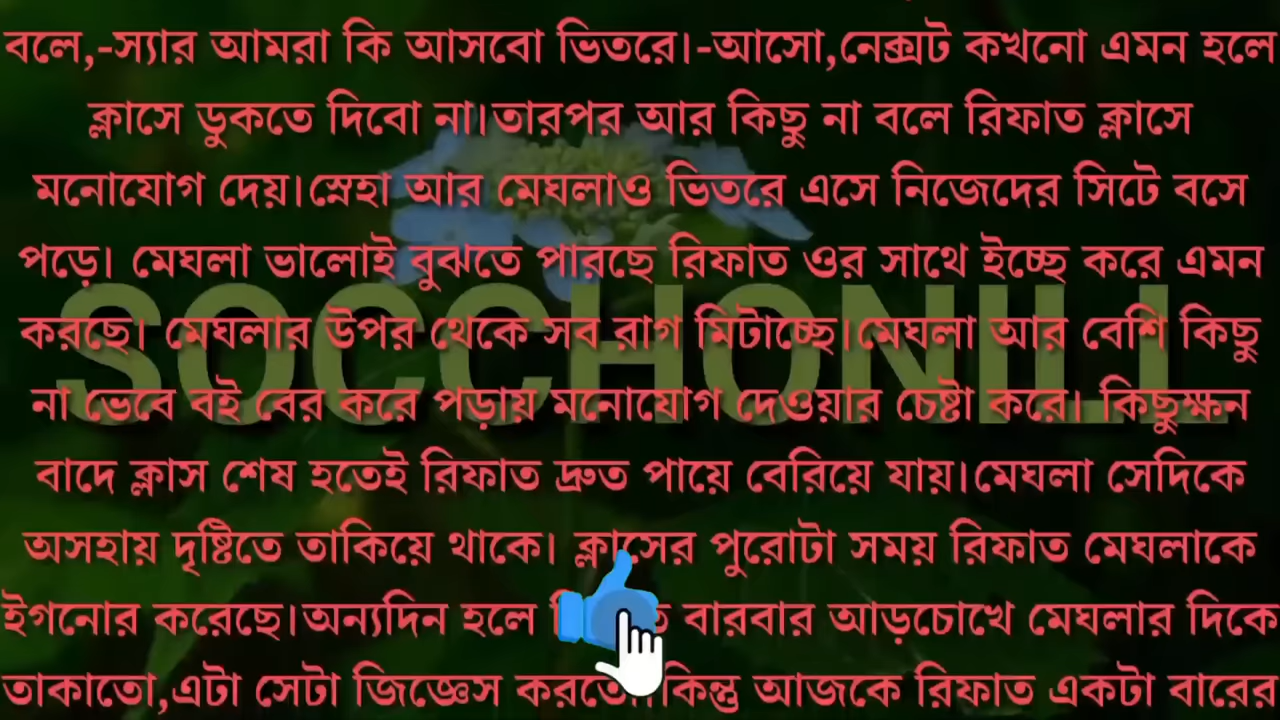 বলে,-স্যার আমরা কি আসবো ভিতরে।-আসো,নেক্সট কখনো এমন হলে
ক্লাসে ডুকতে দিবো না।তারপর আর কিছু না বলে রিফাত ক্লাসে
মনোযোগ দেয়।স্নেহা আর মেঘলাও ভিতরে এসে নিজেদের সিটে বসে
পড়ে। মেঘলা ভালোই বুঝতে পারছে রিফাত ওর সাথে ইচ্ছে করে এমন
করছে। মেঘলার উপর থেকে সব রাগ মিটাচ্ছে।মেঘলা আর বেশি কিছু
না ভেবে বই বের করে পড়ায় মনোযোগ দেওয়ার চেষ্টা করে। কিছুক্ষন
বাদে ক্লাস শেষ হতেই রিফাত দ্রুত পায়ে বেরিয়ে যায়।মেঘলা সেদিকে
অসহায় দৃষ্টিতে তাকিয়ে থাকে। ক্লাসের পুরোটা সময় রিফাত মেঘলাকে
ইগনোর করেছে।অন্যদিন হলে বারবার আড়চোখে মেঘলার দিকে
তাকাতো,এটা সেটা জিজ্ঞেস কিন্তু আজকে রিফাত একটা বারের
SOCCHONILL